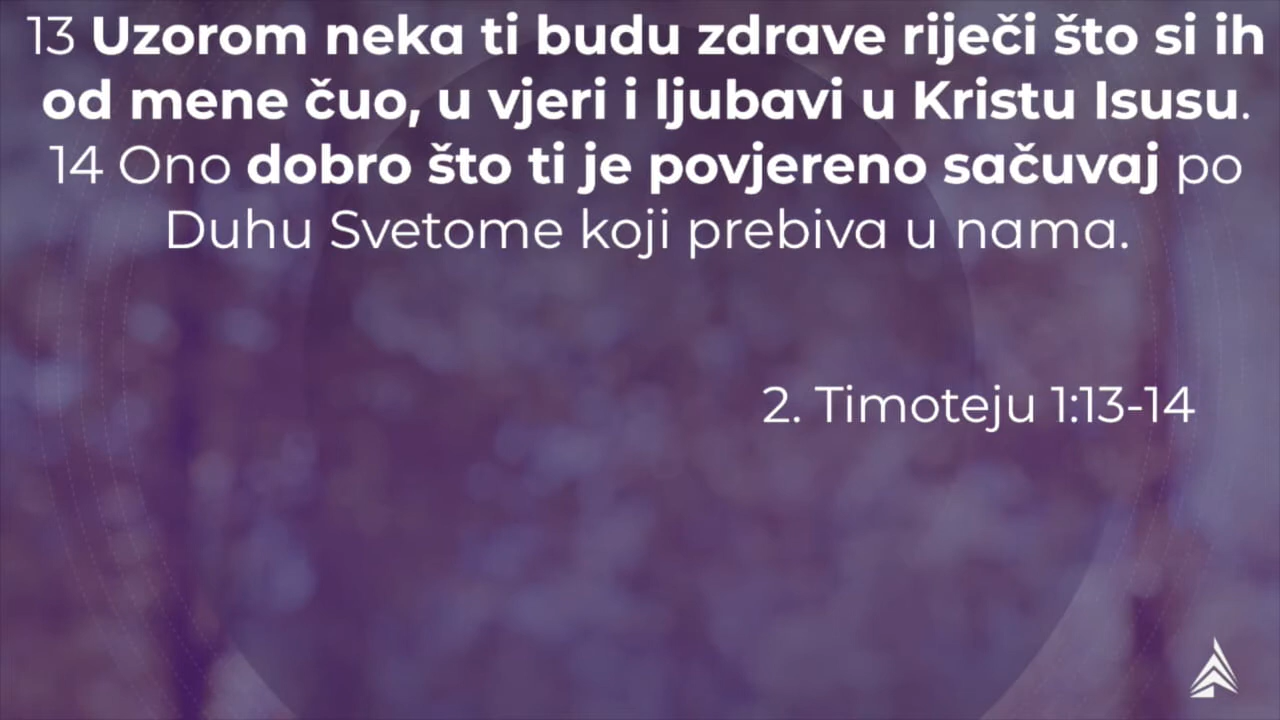 13 Uzorom neka ti budu zdrave riječi što si ih
od mene čuo, u vjeri i ljubavi u Kristu Isusu.
14 Ono dobro što ti je povjereno sačuvaj po
Duhu Svetome koji prebiva u nama.
2. Timoteju 1:13-14